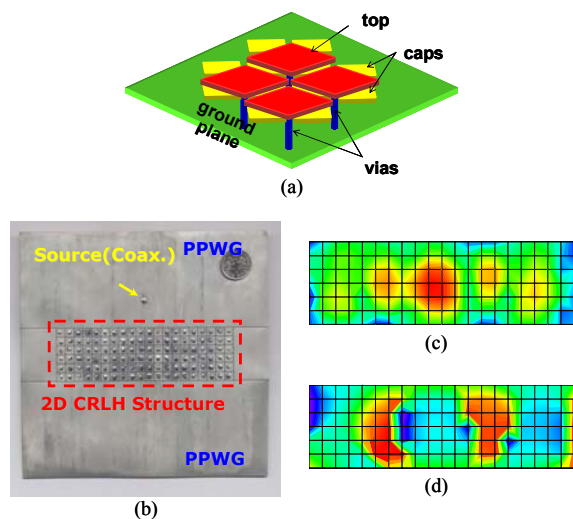 top
caps
ground
plane
vias
(a)
PPWG
Source(Coax.)
2D CRLH Structure
PPWG
(b)
(c)
(d)